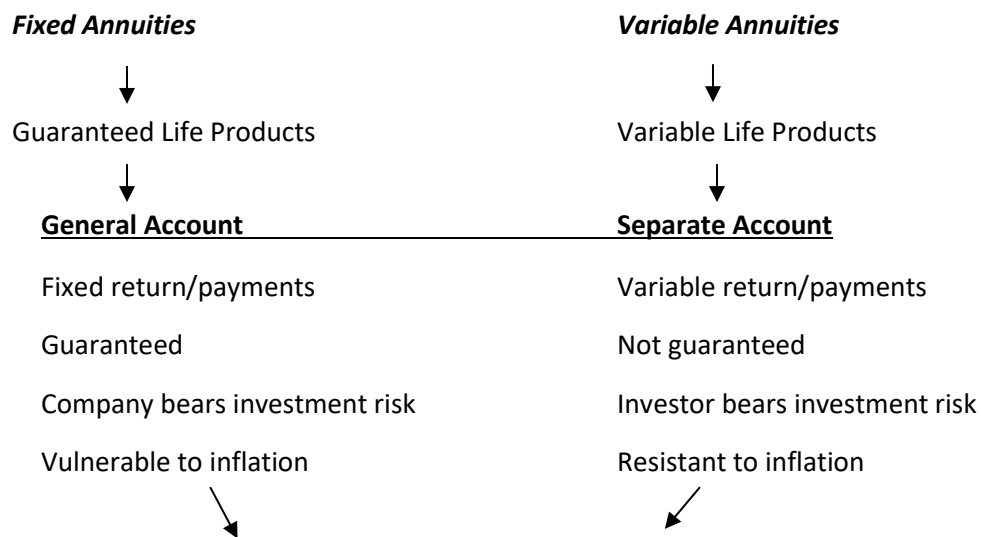 Fixed Annuities Variable Annuities
Guaranteed Life Products Variable Life Products
General Account Separate Account
Fixed return/payments Variable return/payments
Guaranteed Not guaranteed
Company bears investment risk Investor bears investment risk
Vulnerable to inflation Resistant to inflation